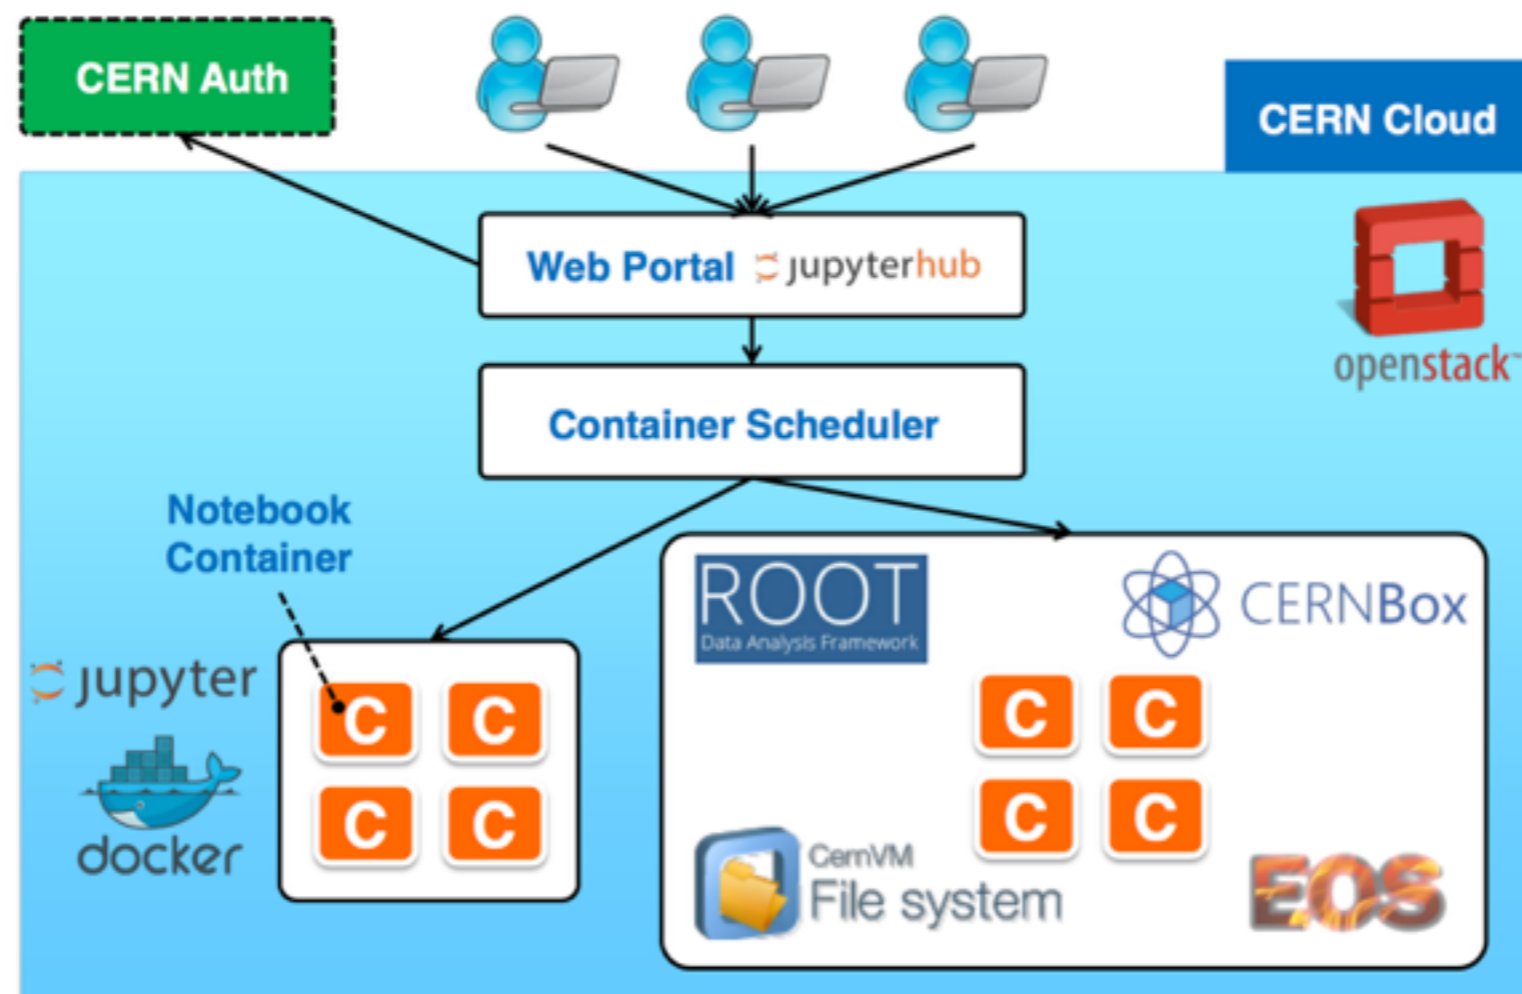 CERN Auth
CERN Cloud
Web Portal jupyterhub
openstack™
Container Scheduler
Notebook
Container
ROOT
Data Analysis Framework
CERNBox
jupyter
docker
C C
C C
C C
C C
CernVM
File system
EOS